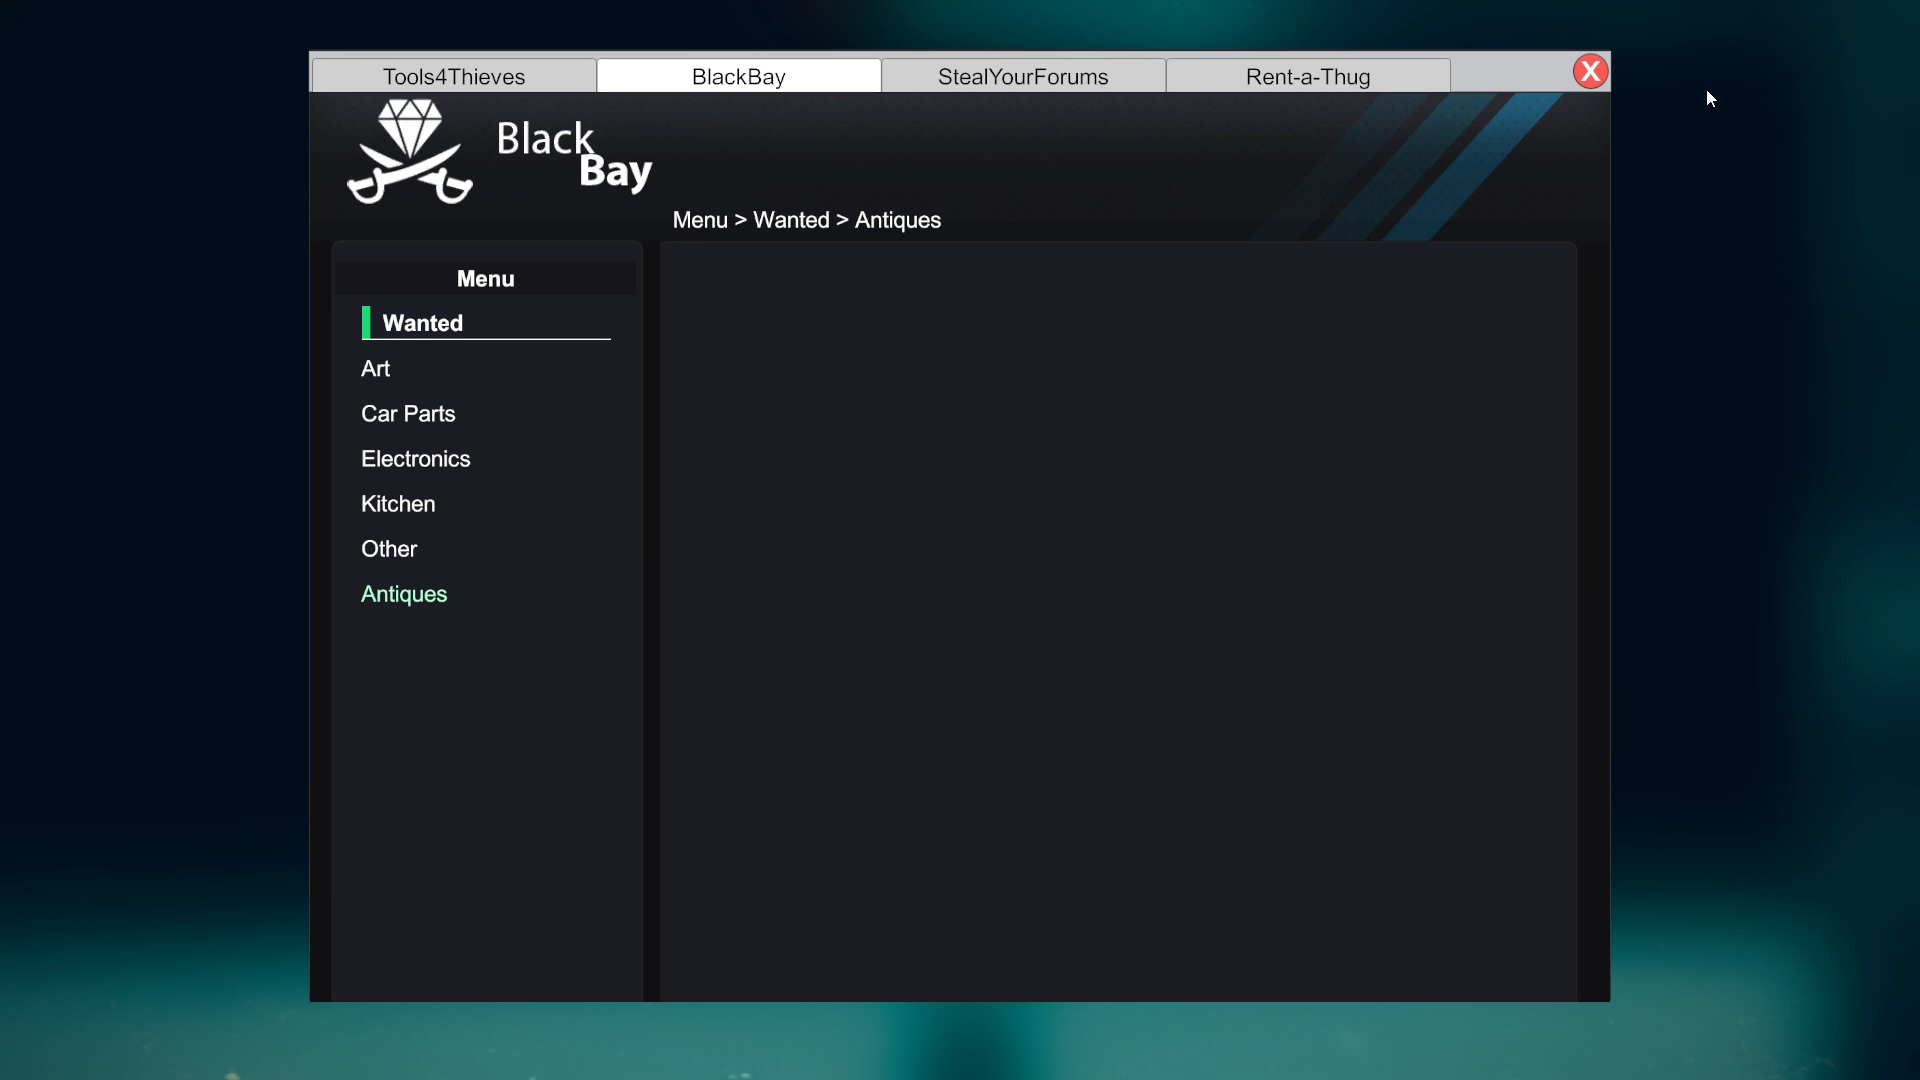 Tools4Thieves
BlackBay
StealYourForums
Rent-a-Thug
X
Black
Bay
Menu > Wanted > Antiques
Menu
Wanted
Art
Car Parts
Electronics
Kitchen
Other
Antiques